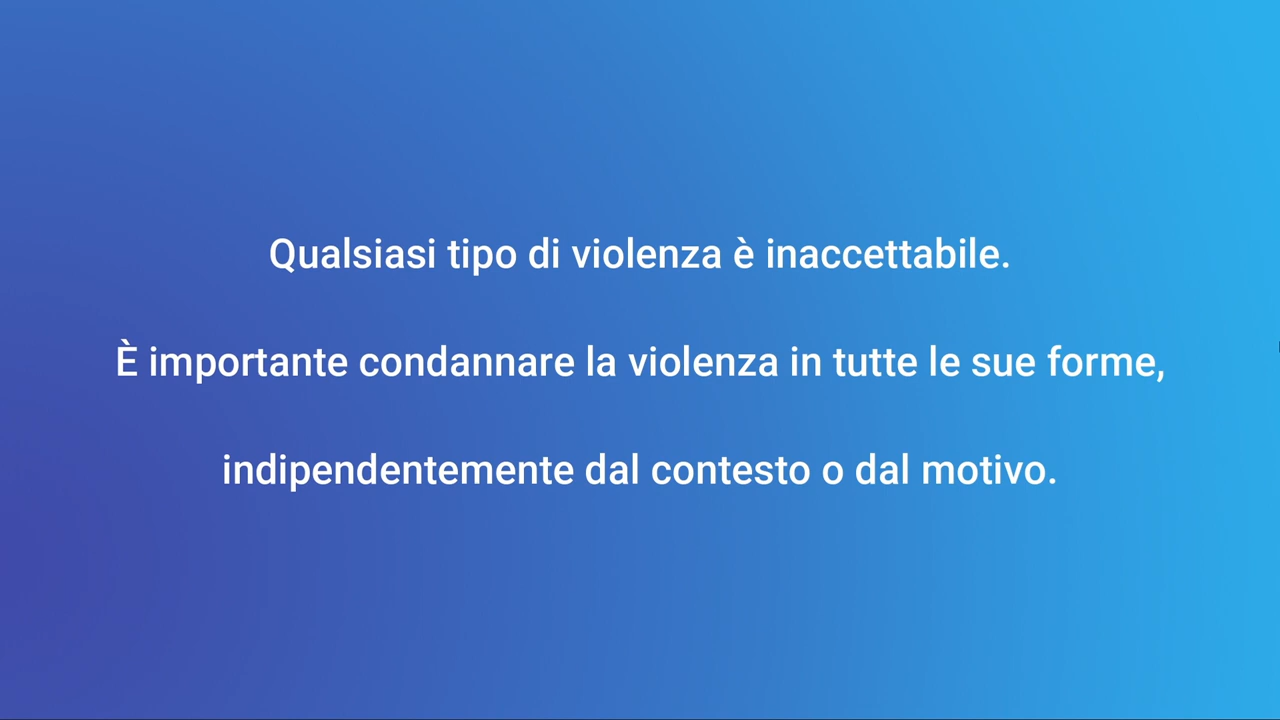 Qualsiasi tipo di violenza è inaccettabile.
È importante condannare la violenza in tutte le sue forme,
indipendentemente dal contesto o dal motivo.